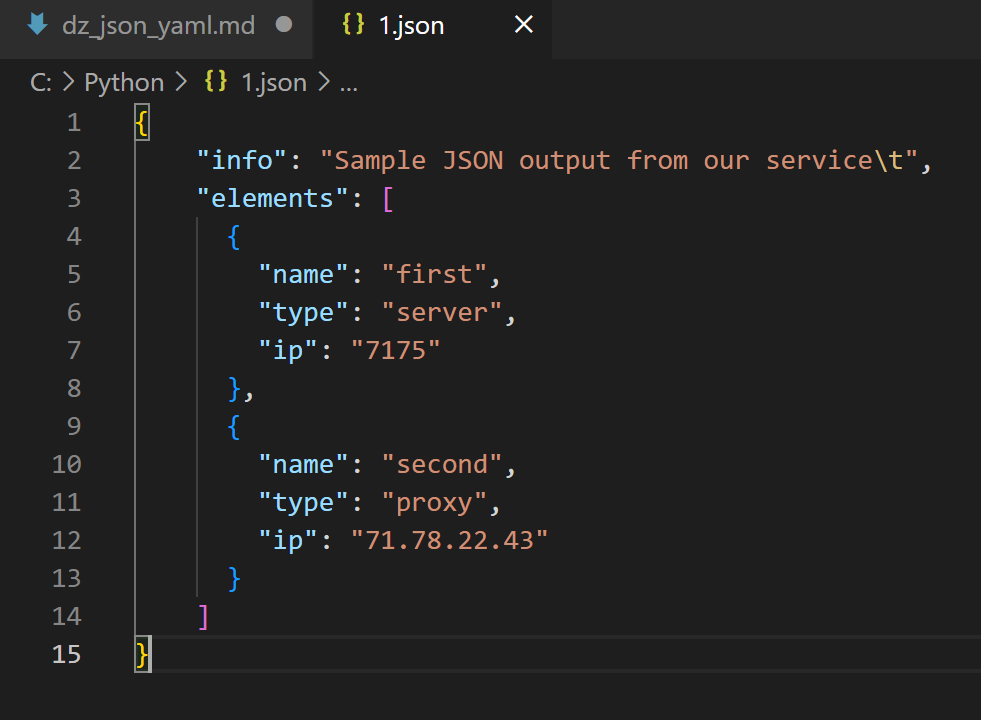 dz_json_yaml.md ● {} 1.json ×
C: > Python > {} 1.json > ...
1 {
2     "info": "Sample JSON output from our service\t",
3     "elements": [
4       {
5         "name": "first",
6         "type": "server",
7         "ip": "7175"
8       },
9       {
10         "name": "second",
11         "type": "proxy",
12         "ip": "71.78.22.43"
13       }
14     ]
15 }